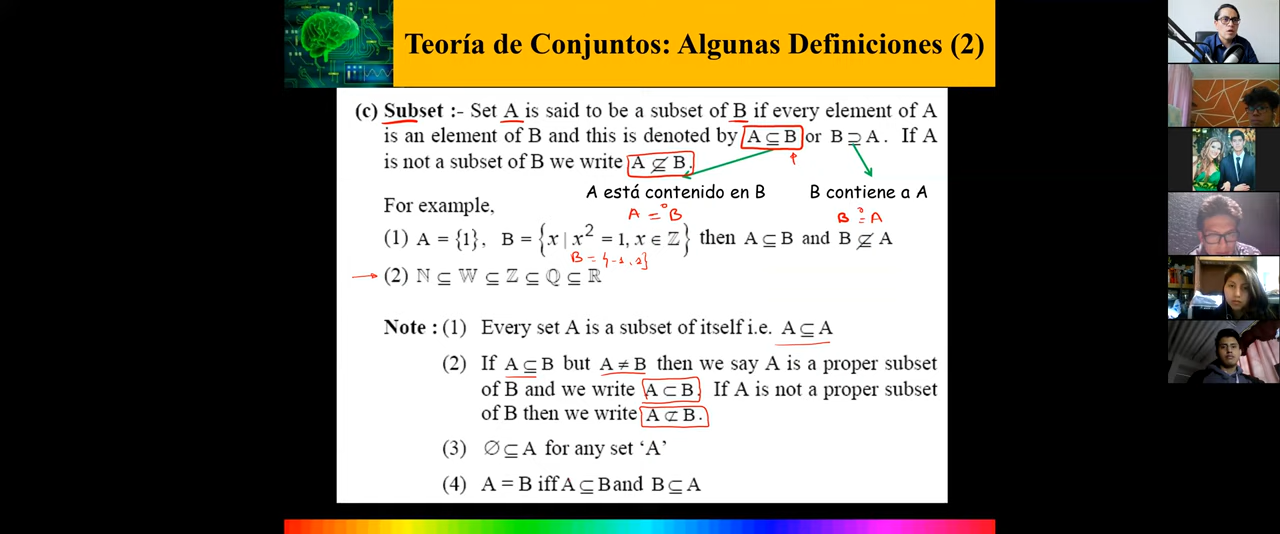 Teoría de Conjuntos: Algunas Definiciones (2)
(c) Subset :- Set A is said to be a subset of B if every element of A
is an element of B and this is denoted by A ⊆ B or B ⊇ A. If A
is not a subset of B we write A ⊈ B.
A está contenido en B B contiene a A
For example,
(1) A = {1}, B = {x | x² = 1, x ∈ ℤ} then A ⊆ B and B ⊈ A
(2) ℕ ⊆ 𝕎 ⊆ ℤ ⊆ ℚ ⊆ ℝ
Note : (1) Every set A is a subset of itself i.e. A ⊆ A
(2) If A ⊆ B but A ≠ B then we say A is a proper subset
of B and we write A ⊂ B. If A is not a proper subset
of B then we write A ⊄ B.
(3) ∅ ⊆ A for any set ‘A’
(4) A = B iff A ⊆ B and B ⊆ A